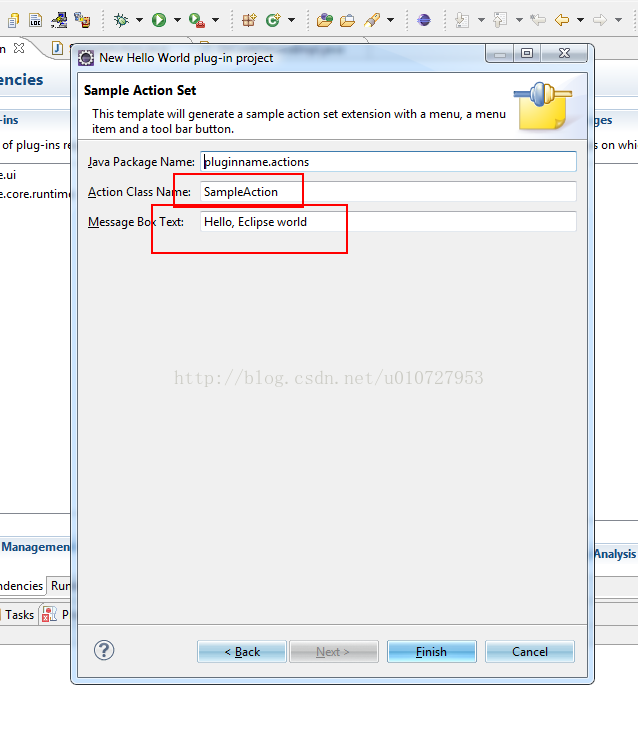 New Hello World plug-in project
encies
Sample Action Set
This template will generate a sample action set extension with a menu, a menu
item and a tool bar button.
-ins
ges
of plug-ins re
s on which
e.ui
e.core.runtime
Java Package Name: pluginname.actions
Action Class Name: SampleAction
Message Box Text: Hello, Eclipse world
http://blog.csdn.net/u010727953
Managemen
Analysis
ndencies Run
Tasks P
< Back Next > Finish Cancel